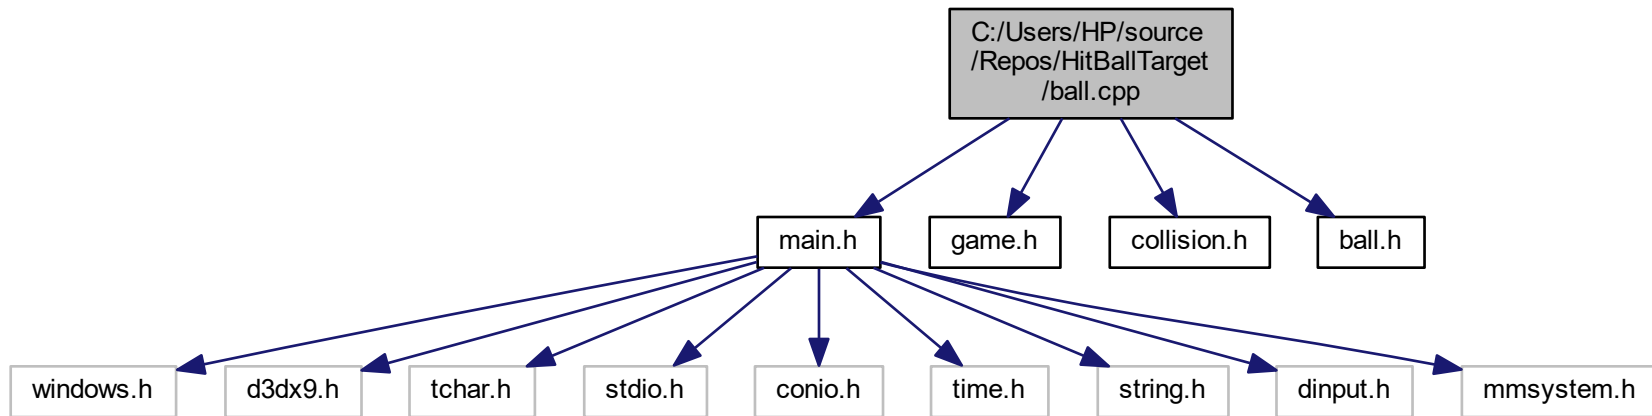 C:/Users/HP/source
/Repos/HitBallTarget
/ball.cpp
main.h
game.h
collision.h
ball.h
windows.h
d3dx9.h
tchar.h
stdio.h
conio.h
time.h
string.h
dinput.h
mmsystem.h